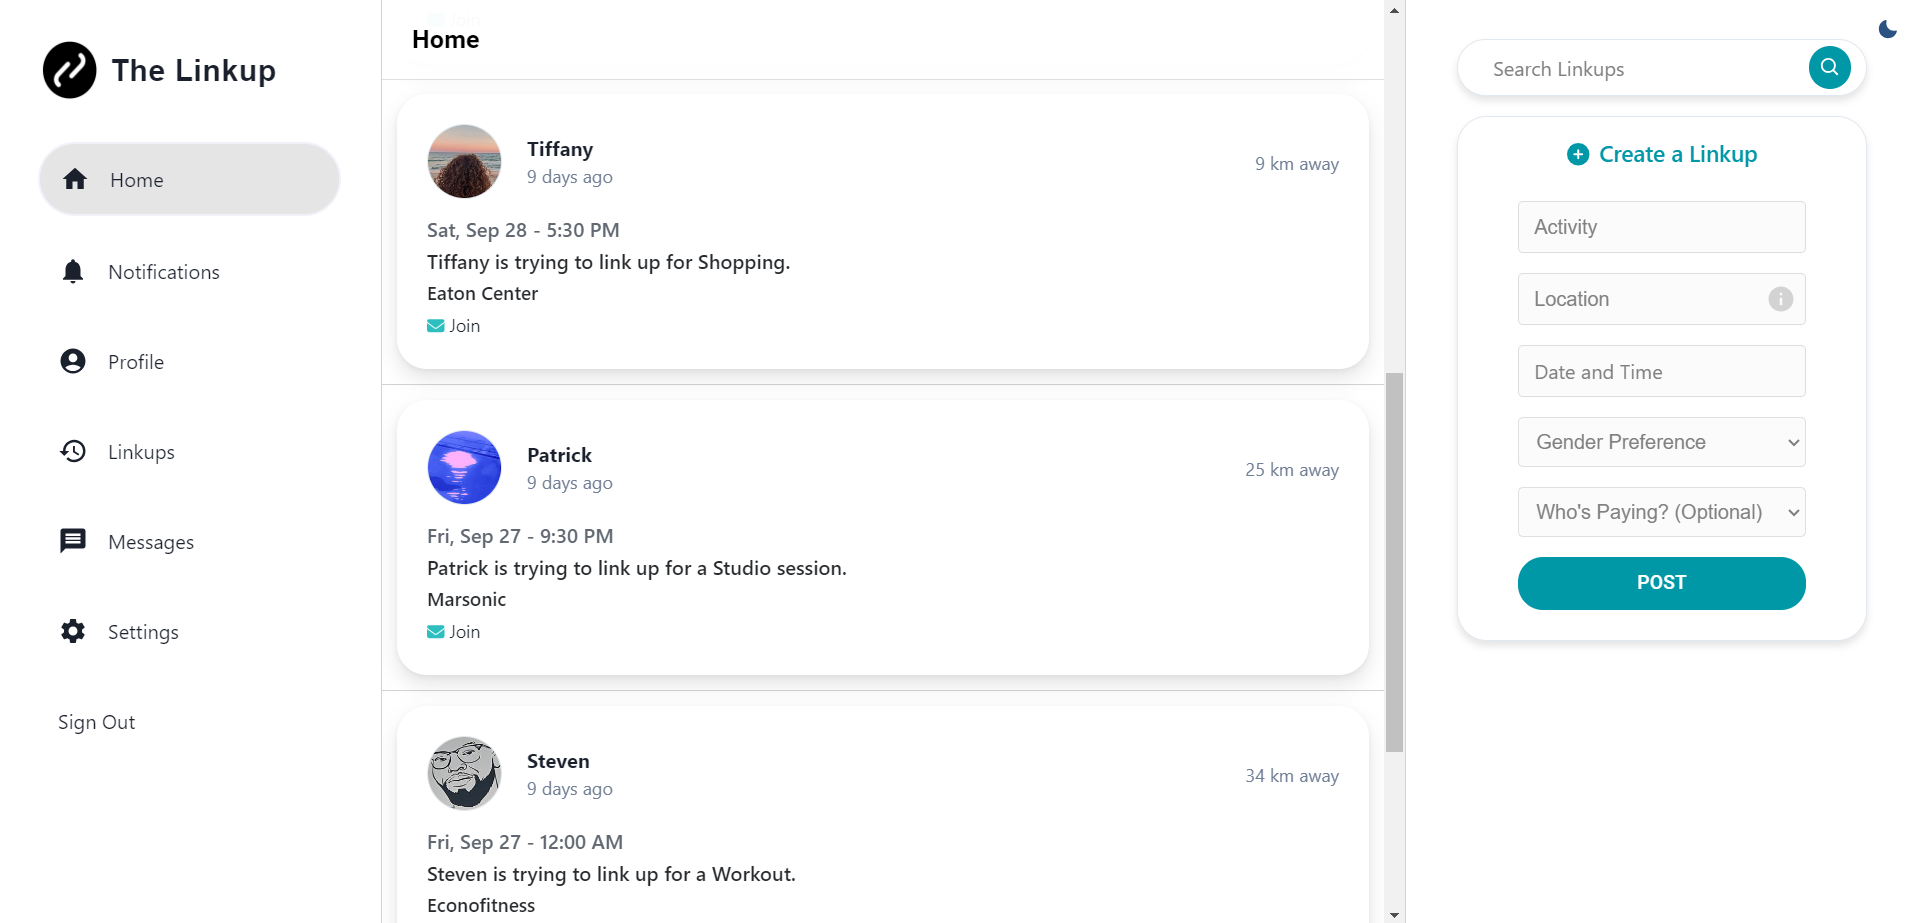 The Linkup
Home
Notifications
Profile
Linkups
Messages
Settings
Sign Out
Join
Home
Tiffany
9 days ago
9 km away
Sat, Sep 28 - 5:30 PM
Tiffany is trying to link up for Shopping.
Eaton Center
Join
Patrick
9 days ago
25 km away
Fri, Sep 27 - 9:30 PM
Patrick is trying to link up for a Studio session.
Marsonic
Join
Steven
9 days ago
34 km away
Fri, Sep 27 - 12:00 AM
Steven is trying to link up for a Workout.
Econofitness
Search Linkups
Create a Linkup
Activity
Location
Date and Time
Gender Preference
Who's Paying? (Optional)
POST